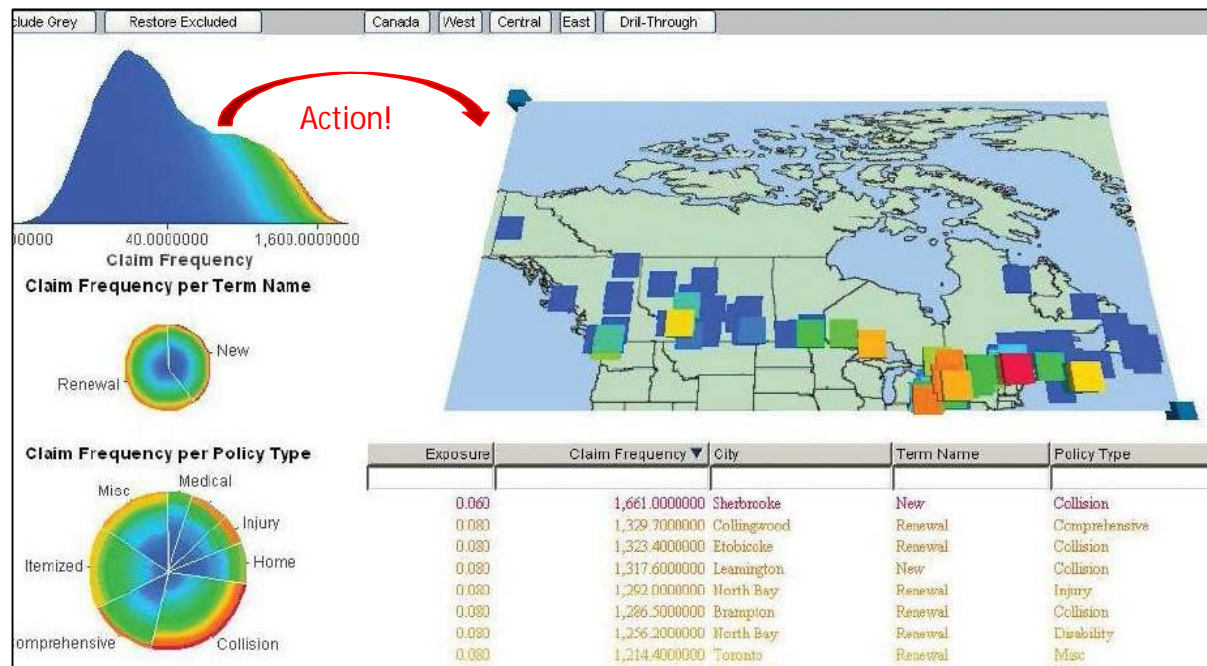 clude Grey
Restore Excluded
Canada
West
Central
East
Drill-Through
Action!
00000 40.0000000 1,600.0000000
Claim Frequency
Claim Frequency per Term Name
New
Renewal
Claim Frequency per Policy Type
Misc
Medical
Injury
Itemized
Home
omprehensive
Collision
Exposure Claim Frequency ▼ City Term Name Policy Type
0.060 1,661.0000000 Sherbrooke New Collision
0.080 1,329.7000000 Collingwood Renewal Comprehensive
0.080 1,323.4000000 Etobicoke Renewal Collision
0.080 1,317.6000000 Leamington New Collision
0.080 1,292.0000000 North Bay Renewal Injury
0.080 1,286.5000000 Brampton Renewal Collision
0.080 1,256.2000000 North Bay Renewal Disability
0.080 1,214.4000000 Toronto Renewal Misc